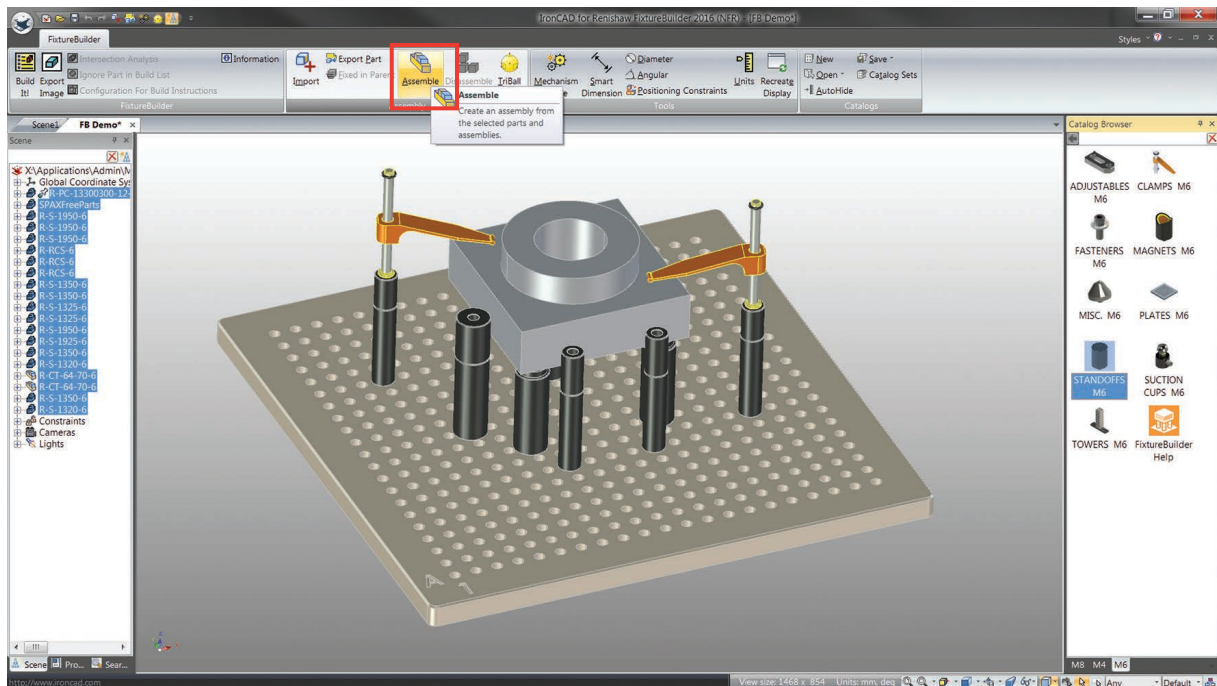 IronCAD for Renishaw FixtureBuilder 2016 (NFR) - [FB Demo*]
FixtureBuilder
Styles
Build It!
Export Image
Intersection Analysis
Ignore Part in Build List
Configuration For Build Instructions
Information
FixtureBuilder
Import
Export Part
Fixed in Parent
Assemble
Disassemble
TriBall
Mechanism
Smart Dimension
Diameter
Angular
Positioning Constraints
Units
Recreate Display
Tools
New
Open
AutoHide
Save
Catalog Sets
Catalogs
Assemble
Create an assembly from
the selected parts and
assemblies.
Scene1
FB Demo*
Scene
X:\Applications\Admin\M
Global Coordinate Sys
R-PC-13300300-12-
SPAXFreeParts
R-S-1950-6
R-S-1950-6
R-S-1950-6
R-RCS-6
R-RCS-6
R-RCS-6
R-S-1350-6
R-S-1350-6
R-S-1325-6
R-S-1325-6
R-S-1950-6
R-S-1925-6
R-S-1350-6
R-S-1320-6
R-CT-64-70-6
R-CT-64-70-6
R-S-1350-6
R-S-1320-6
Constraints
Cameras
Lights
A 1
Catalog Browser
ADJUSTABLES M6
CLAMPS M6
FASTENERS M6
MAGNETS M6
MISC. M6
PLATES M6
STANDOFFS M6
SUCTION CUPS M6
TOWERS M6
FixtureBuilder Help
Scene
Pro...
Sear...
M8 M4 M6
http://www.ironcad.com
View size: 1468 x 854 Units: mm, deg
Any
Default